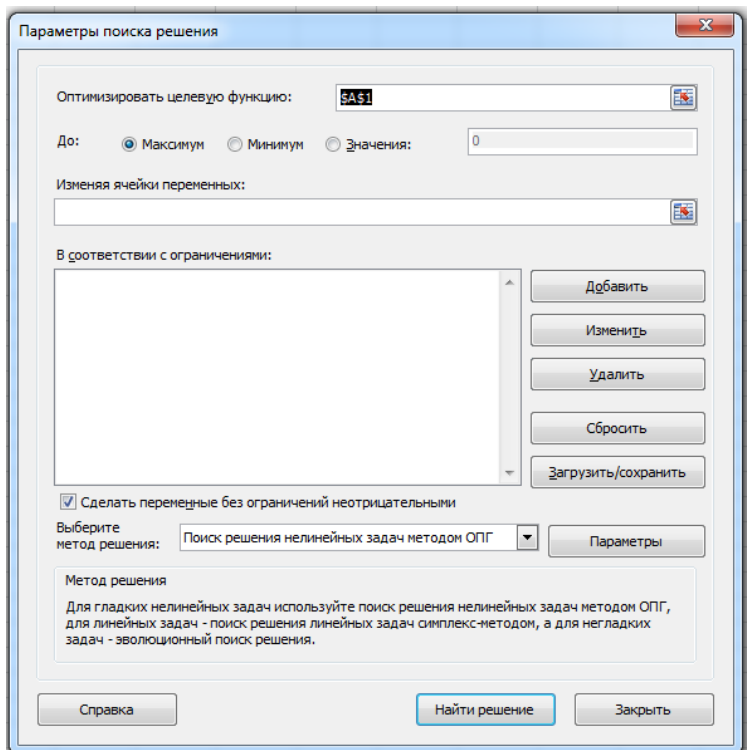 Параметры поиска решения
Оптимизировать целевую функцию: $A$1
До: Максимум Минимум Значения: 0
Изменяя ячейки переменных:
В соответствии с ограничениями:
Добавить
Изменить
Удалить
Сбросить
Загрузить/сохранить
Сделать переменные без ограничений неотрицательными
Выберите
метод решения: Поиск решения нелинейных задач методом ОПГ Параметры
Метод решения
Для гладких нелинейных задач используйте поиск решения нелинейных задач методом ОПГ,
для линейных задач - поиск решения линейных задач симплекс-методом, а для негладких
задач - эволюционный поиск решения.
Справка Найти решение Закрыть